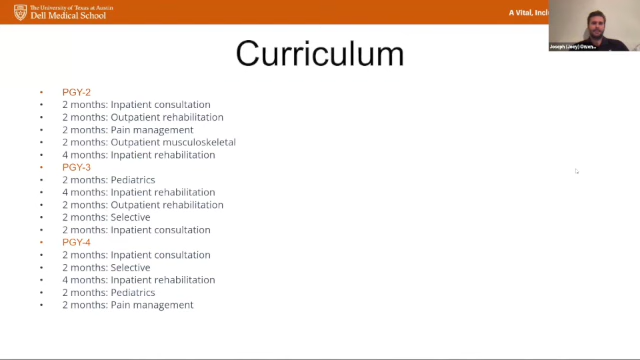 The University of Texas at Austin
Dell Medical School
A Vital, Inclu
Joseph (Joey)
Curriculum
• PGY-2
• 2 months: Inpatient consultation
• 2 months: Outpatient rehabilitation
• 2 months: Pain management
• 2 months: Outpatient musculoskeletal
• 4 months: Inpatient rehabilitation
• PGY-3
• 2 months: Pediatrics
• 4 months: Inpatient rehabilitation
• 2 months: Outpatient rehabilitation
• 2 months: Selective
• 2 months: Inpatient consultation
• PGY-4
• 2 months: Inpatient consultation
• 2 months: Selective
• 4 months: Inpatient rehabilitation
• 2 months: Pediatrics
• 2 months: Pain management